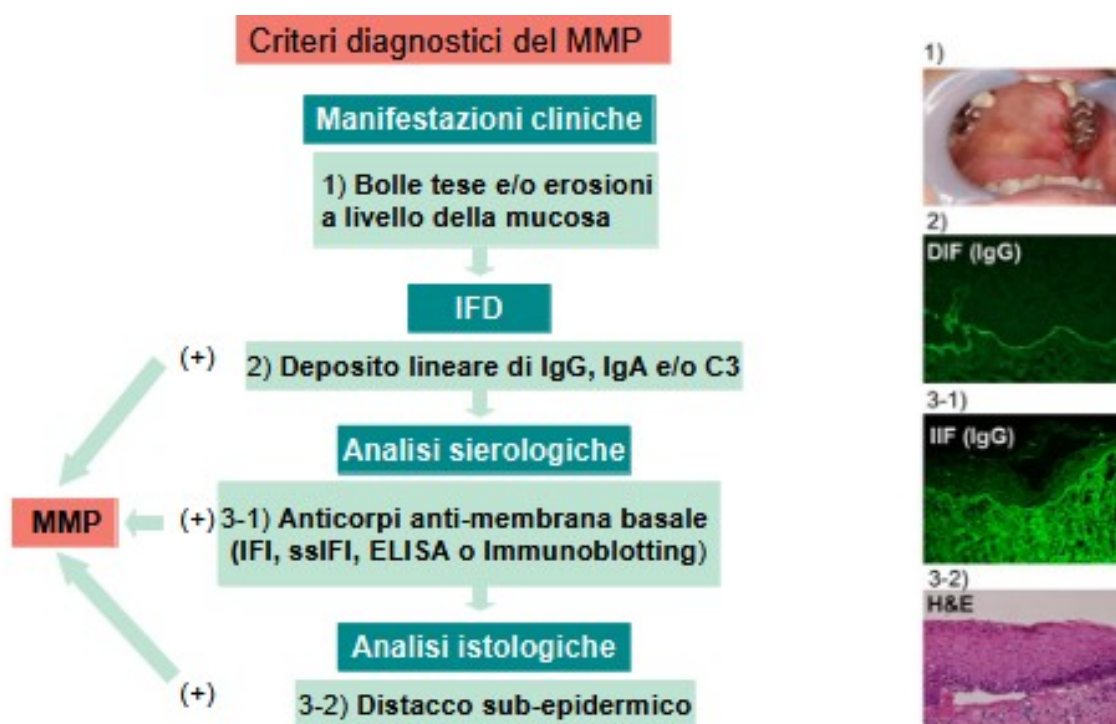 Criteri diagnostici del MMP
Manifestazioni cliniche
1) Bolle tese e/o erosioni
a livello della mucosa
IFD
(+)
2) Deposito lineare di IgG, IgA e/o C3
Analisi sierologiche
MMP
(+)
3-1) Anticorpi anti-membrana basale
(IFI, ssIFI, ELISA o Immunoblotting)
Analisi istologiche
(+)
3-2) Distacco sub-epidermico
1)
2)
DIF (IgG)
3-1)
IIF (IgG)
3-2)
H&E